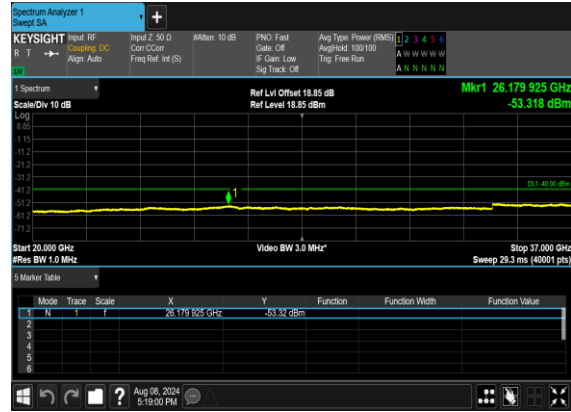 Spectrum Analyzer 1
Swept SA
KEYSIGHT Input: RF Input Z: 50 Ω #Atten: 10 dB PNO: Fast Avg Type: Power (RMS) 1 2 3 4 5 6
R T Coupling: DC Corr CCorr Gate: Off Avg|Hold: 100/100 A W W W W W
Align: Auto Freq Ref: Int (S) IF Gain: Low Trig: Free Run
Sig Track: Off A N N N N N
1 Spectrum Ref Lvl Offset 18.85 dB Mkr1 26.179 925 GHz
Scale/Div 10 dB Ref Level 18.85 dBm -53.318 dBm
Log
8.85
-1.15
-11.2
-21.2
-31.2
-41.2 DL1 -40.00 dBm
1
-51.2
-61.2
-71.2
Start 20.000 GHz Video BW 3.0 MHz* Stop 37.000 GHz
#Res BW 1.0 MHz Sweep 29.3 ms (40001 pts)
5 Marker Table
Mode Trace Scale X Y Function Function Width Function Value
1 N 1 f 26.179 925 GHz -53.32 dBm
2
3
4
5
6
? Aug 08, 2024
5:19:00 PM